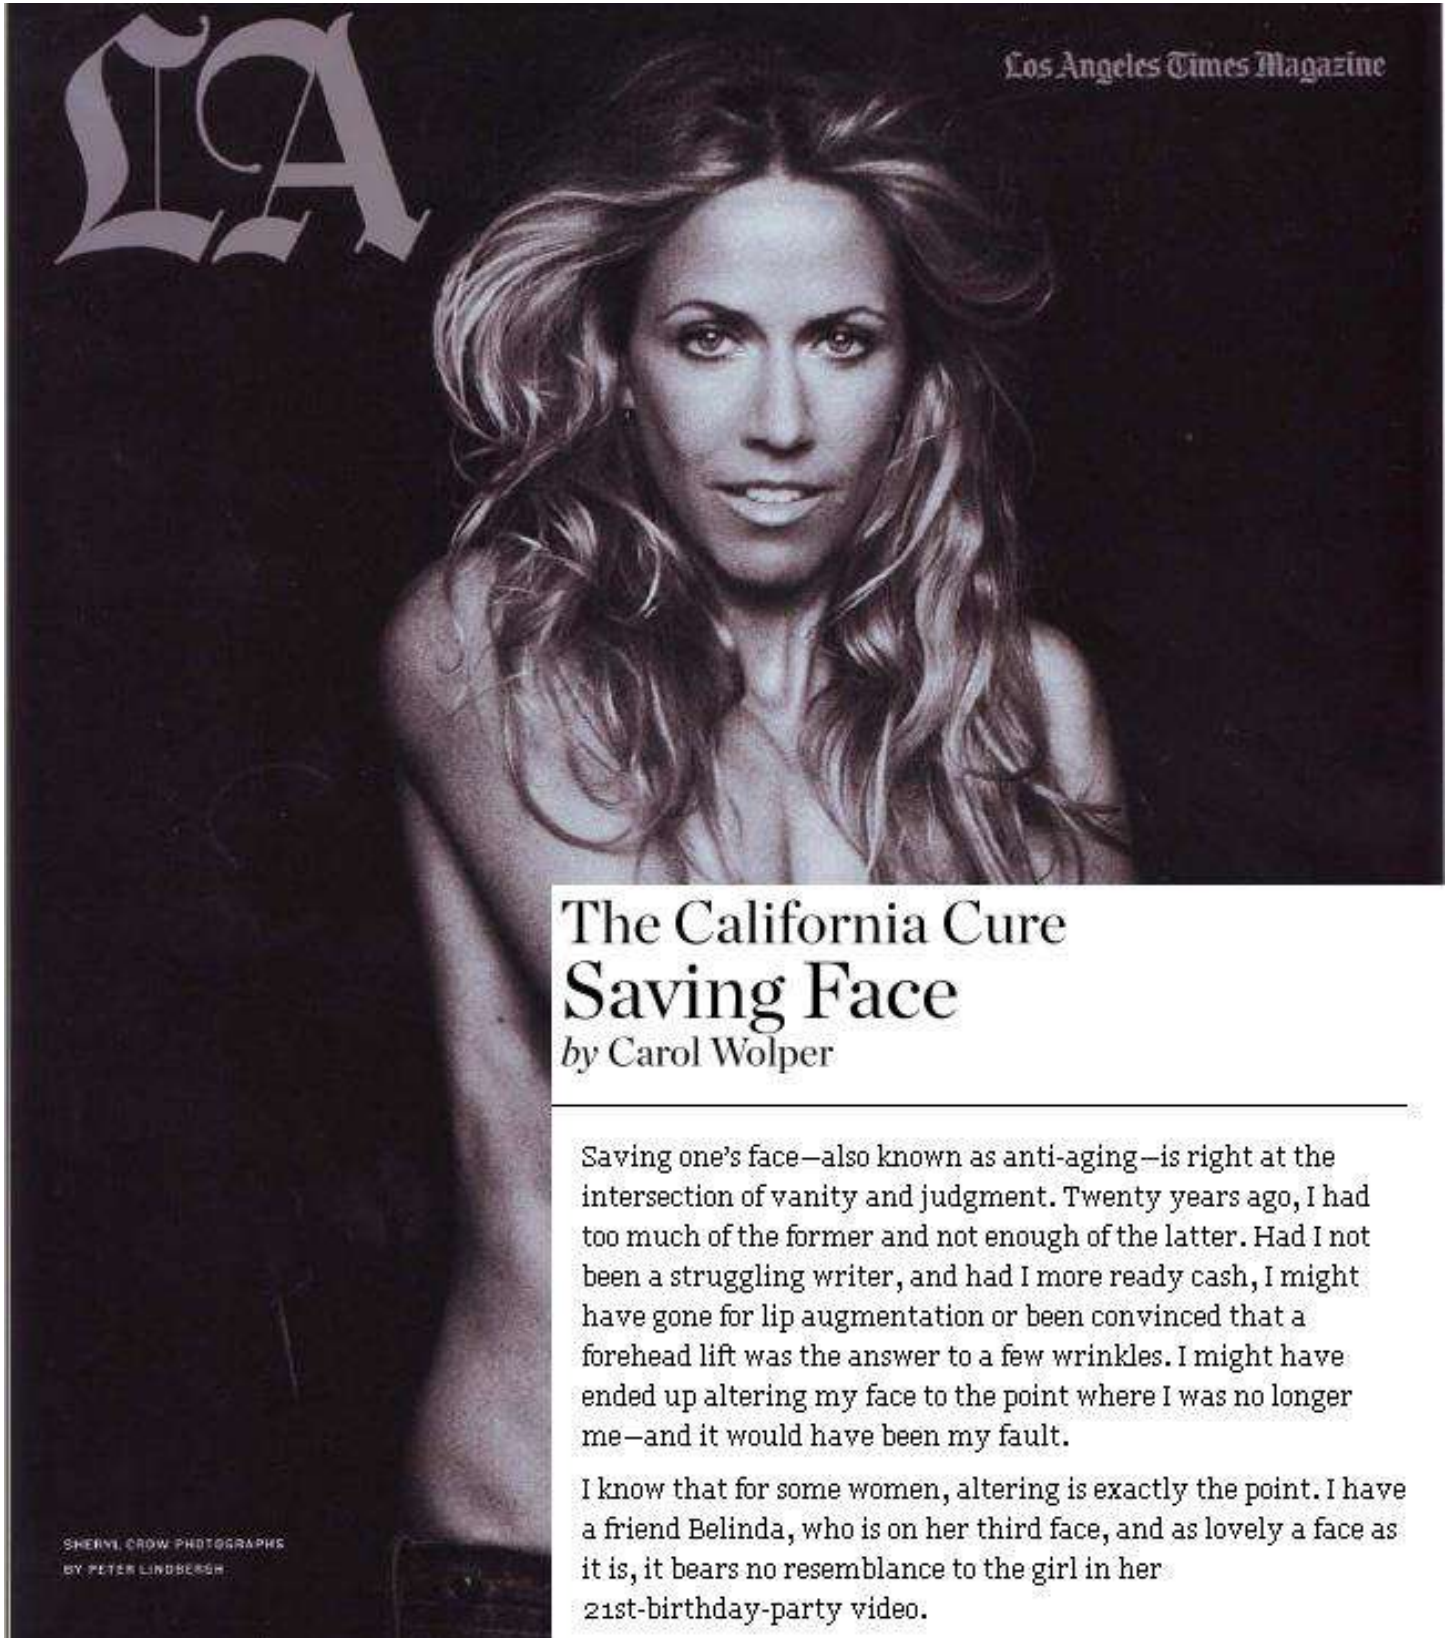 LA
Los Angeles Times Magazine
The California Cure
Saving Face
by Carol Wolper
Saving one's face—also known as anti-aging—is right at the
intersection of vanity and judgment. Twenty years ago, I had
too much of the former and not enough of the latter. Had I not
been a struggling writer, and had I more ready cash, I might
have gone for lip augmentation or been convinced that a
forehead lift was the answer to a few wrinkles. I might have
ended up altering my face to the point where I was no longer
me—and it would have been my fault.
I know that for some women, altering is exactly the point. I have
a friend Belinda, who is on her third face, and as lovely a face as
it is, it bears no resemblance to the girl in her
21st-birthday-party video.
SHERYL CROW PHOTOGRAPHS
BY PETER LINDBERGH